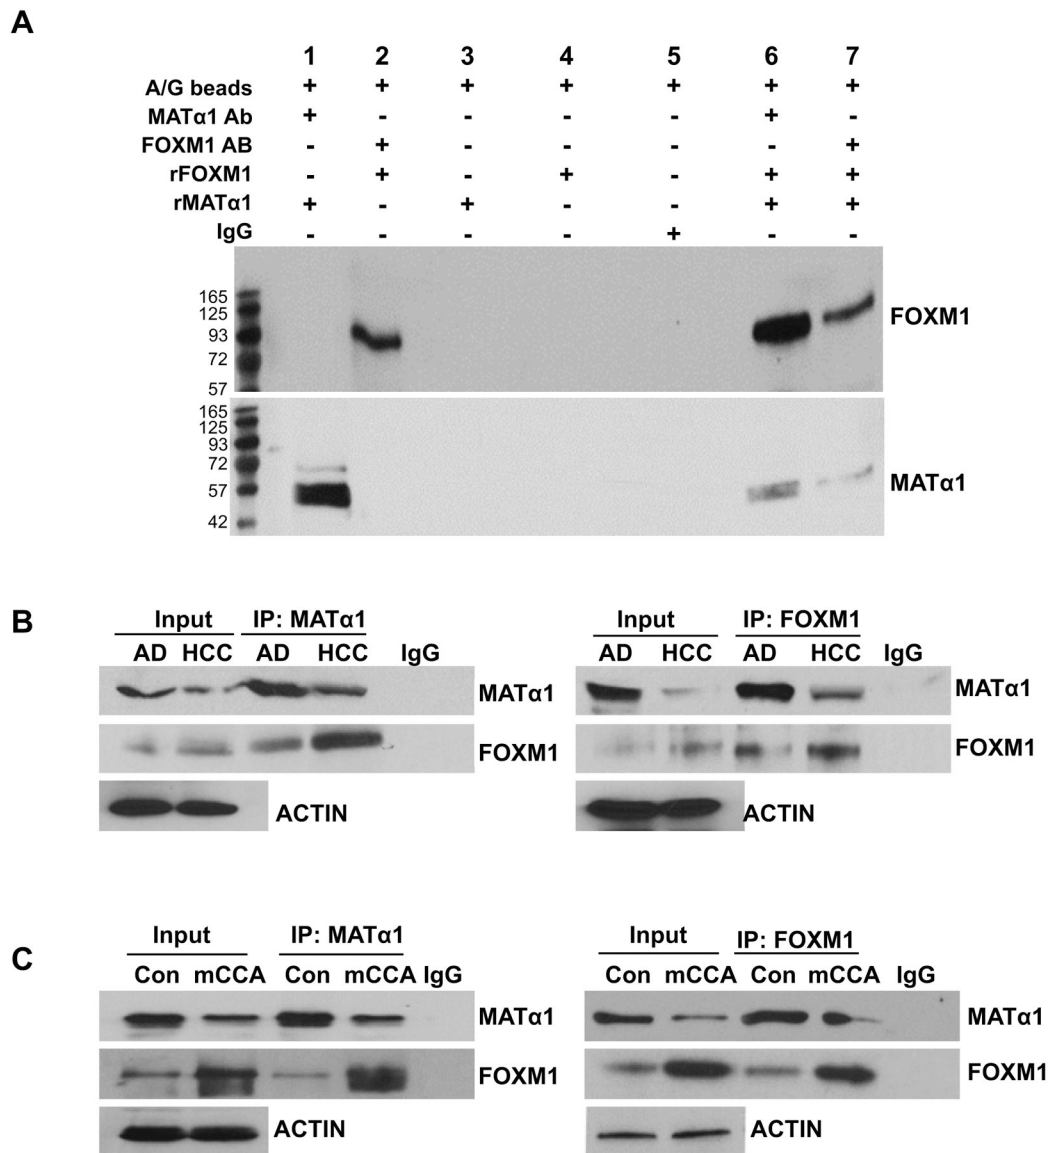 A
1 2 3 4 5 6 7
A/G beads + + + + + + +
MATα1 Ab + - - - - + -
FOXM1 AB - + - - - - +
rFOXM1 - + - + - + +
rMATα1 + - + - - + +
IgG - - - - + - -
165
125
93
72
57
FOXM1
165
125
93
72
57
42
MATα1
B
Input IP: MATα1
AD HCC AD HCC IgG
MATα1
FOXM1
ACTIN
Input IP: FOXM1
AD HCC AD HCC IgG
MATα1
FOXM1
ACTIN
C
Input IP: MATα1
Con mCCA Con mCCA IgG
MATα1
FOXM1
ACTIN
Input IP: FOXM1
Con mCCA Con mCCA IgG
MATα1
FOXM1
ACTIN